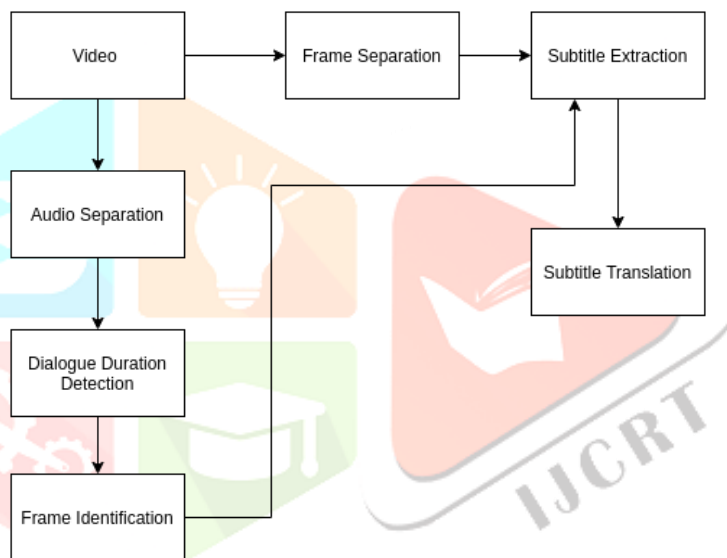 Video
Frame Separation
Subtitle Extraction
Audio Separation
Subtitle Translation
Dialogue Duration
Detection
Frame Identification
IJCRT